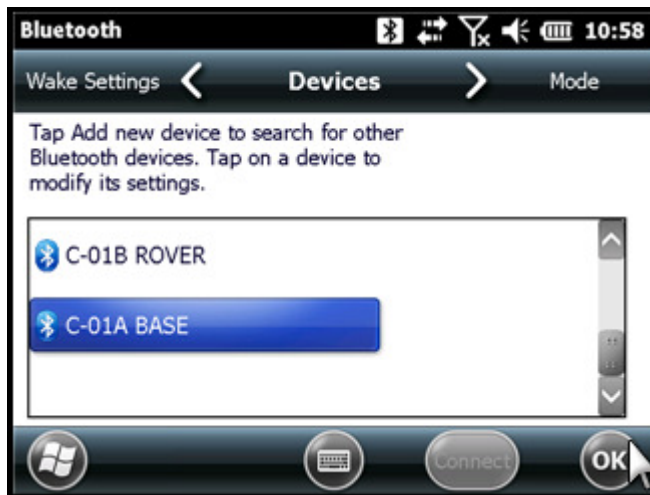 Bluetooth 10:58
Wake Settings Devices Mode
Tap Add new device to search for other
Bluetooth devices. Tap on a device to
modify its settings.
C-01B ROVER
C-01A BASE
Connect OK